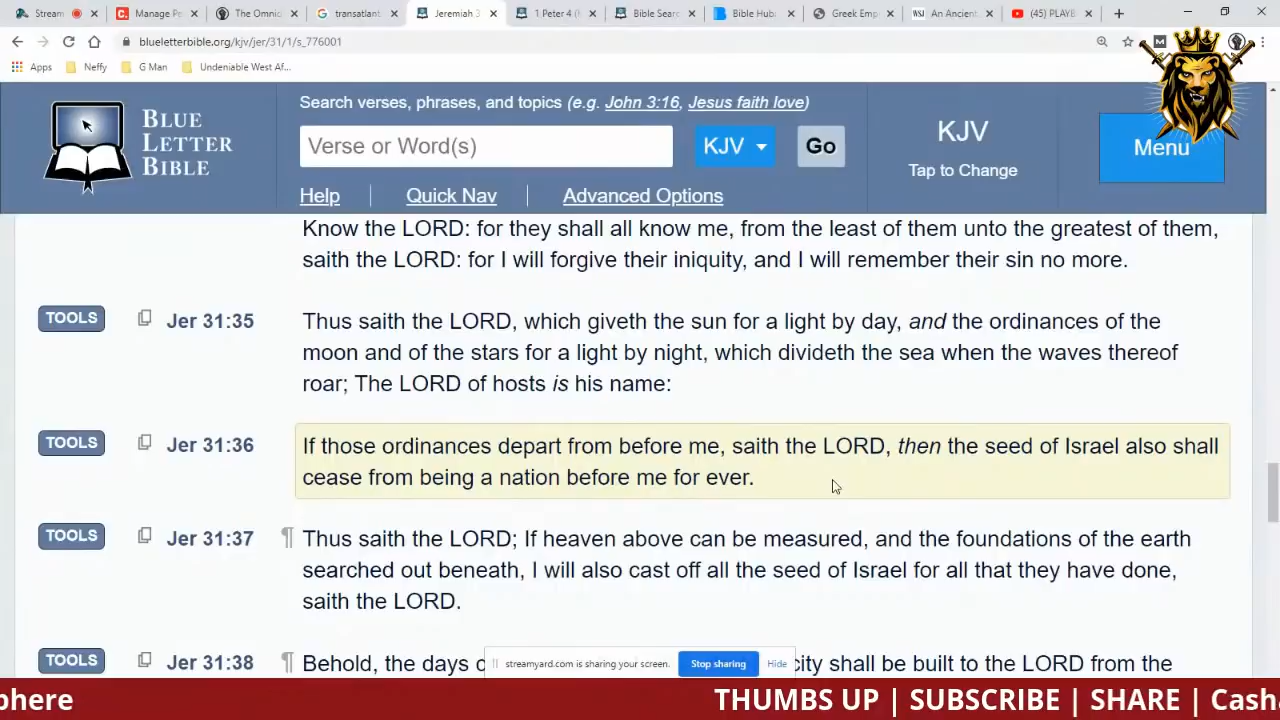 Stream
Manage Pe
The Omnic
transatlant
Jeremiah 3
1 Peter 4 (
Bible Sear
Bible Hub
Greek Emp
WSJ An Ancient
(45) PLAYB
blueletterbible.org/kjv/jer/31/1/s_776001
Apps Neffy G Man Undeniable West Af...
BLUE
LETTER
BIBLE
Search verses, phrases, and topics (e.g. John 3:16, Jesus faith love)
Verse or Word(s) KJV Go
Help Quick Nav Advanced Options
KJV
Tap to Change
Menu
Know the LORD: for they shall all know me, from the least of them unto the greatest of them,
saith the LORD: for I will forgive their iniquity, and I will remember their sin no more.
TOOLS Jer 31:35 Thus saith the LORD, which giveth the sun for a light by day, and the ordinances of the
moon and of the stars for a light by night, which divideth the sea when the waves thereof
roar; The LORD of hosts is his name:
TOOLS Jer 31:36 If those ordinances depart from before me, saith the LORD, then the seed of Israel also shall
cease from being a nation before me for ever.
TOOLS Jer 31:37 ¶ Thus saith the LORD; If heaven above can be measured, and the foundations of the earth
searched out beneath, I will also cast off all the seed of Israel for all that they have done,
saith the LORD.
TOOLS Jer 31:38 ¶ Behold, the days c city shall be built to the LORD from the
streamyard.com is sharing your screen. Stop sharing Hide
phere THUMBS UP | SUBSCRIBE | SHARE | Cash